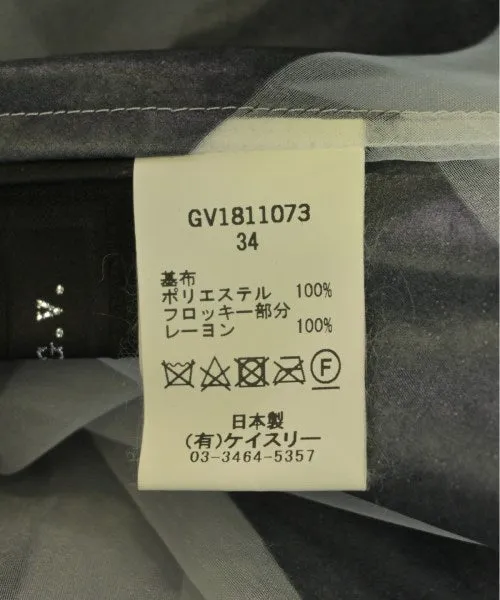 GV1811073
34
基布
ポリエステル 100%
フロッキー部分
レーヨン 100%
F
日本製
(有)ケイスリー
03-3464-5357